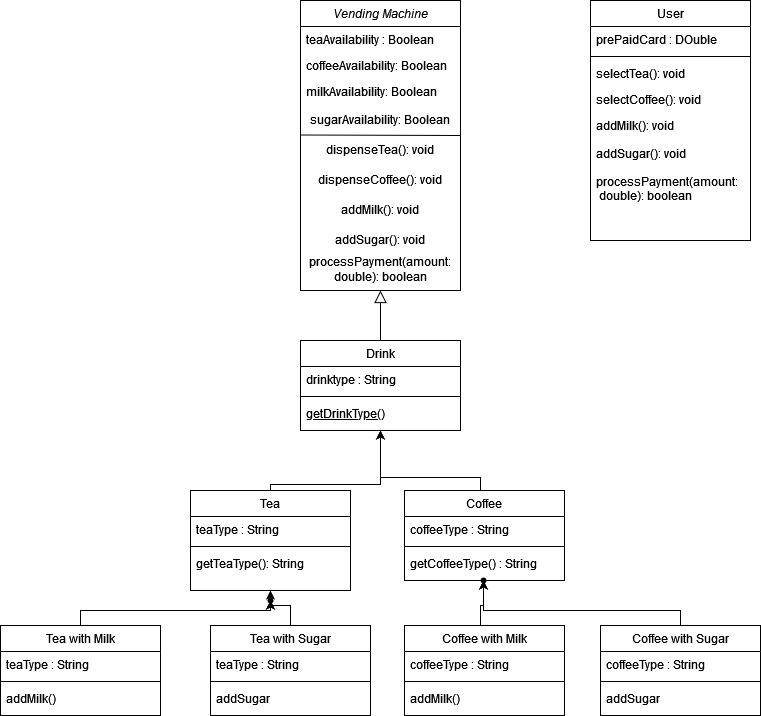 Vending Machine
teaAvailability : Boolean
coffeeAvailability: Boolean
milkAvailability: Boolean
sugarAvailability: Boolean
dispenseTea(): void
dispenseCoffee(): void
addMilk(): void
addSugar(): void
processPayment(amount:
double): boolean
User
prePaidCard : DOuble
selectTea(): void
selectCoffee(): void
addMilk(): void
addSugar(): void
processPayment(amount:
double): boolean
Drink
drinktype : String
getDrinkType()
Tea
teaType : String
getTeaType(): String
Coffee
coffeeType : String
getCoffeeType() : String
Tea with Milk
teaType : String
addMilk()
Tea with Sugar
teaType : String
addSugar
Coffee with Milk
coffeeType : String
addMilk()
Coffee with Sugar
coffeeType : String
addSugar